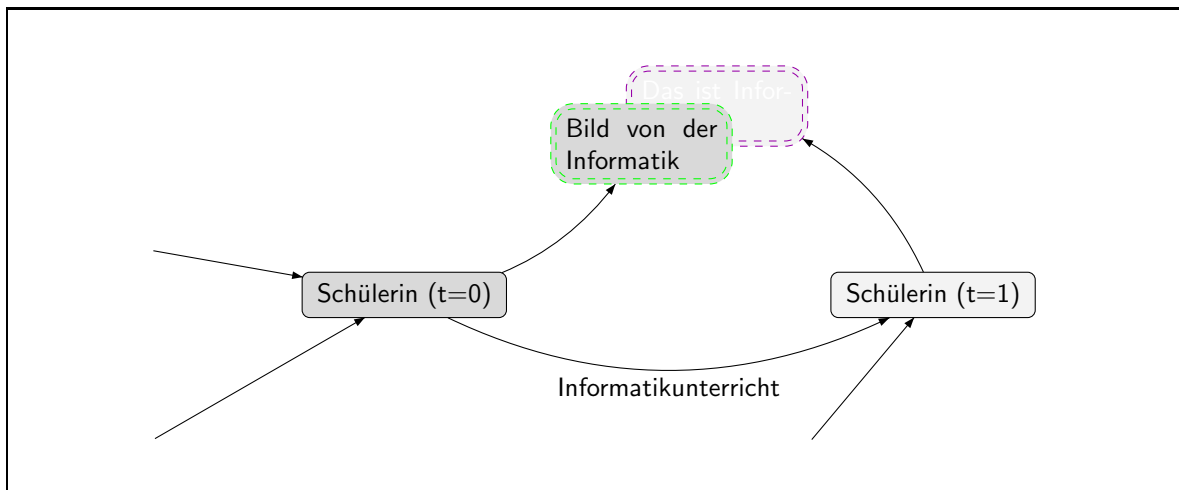 Das ist Infor-
Bild von der
Informatik
Schülerin (t=0)
Schülerin (t=1)
Informatikunterricht